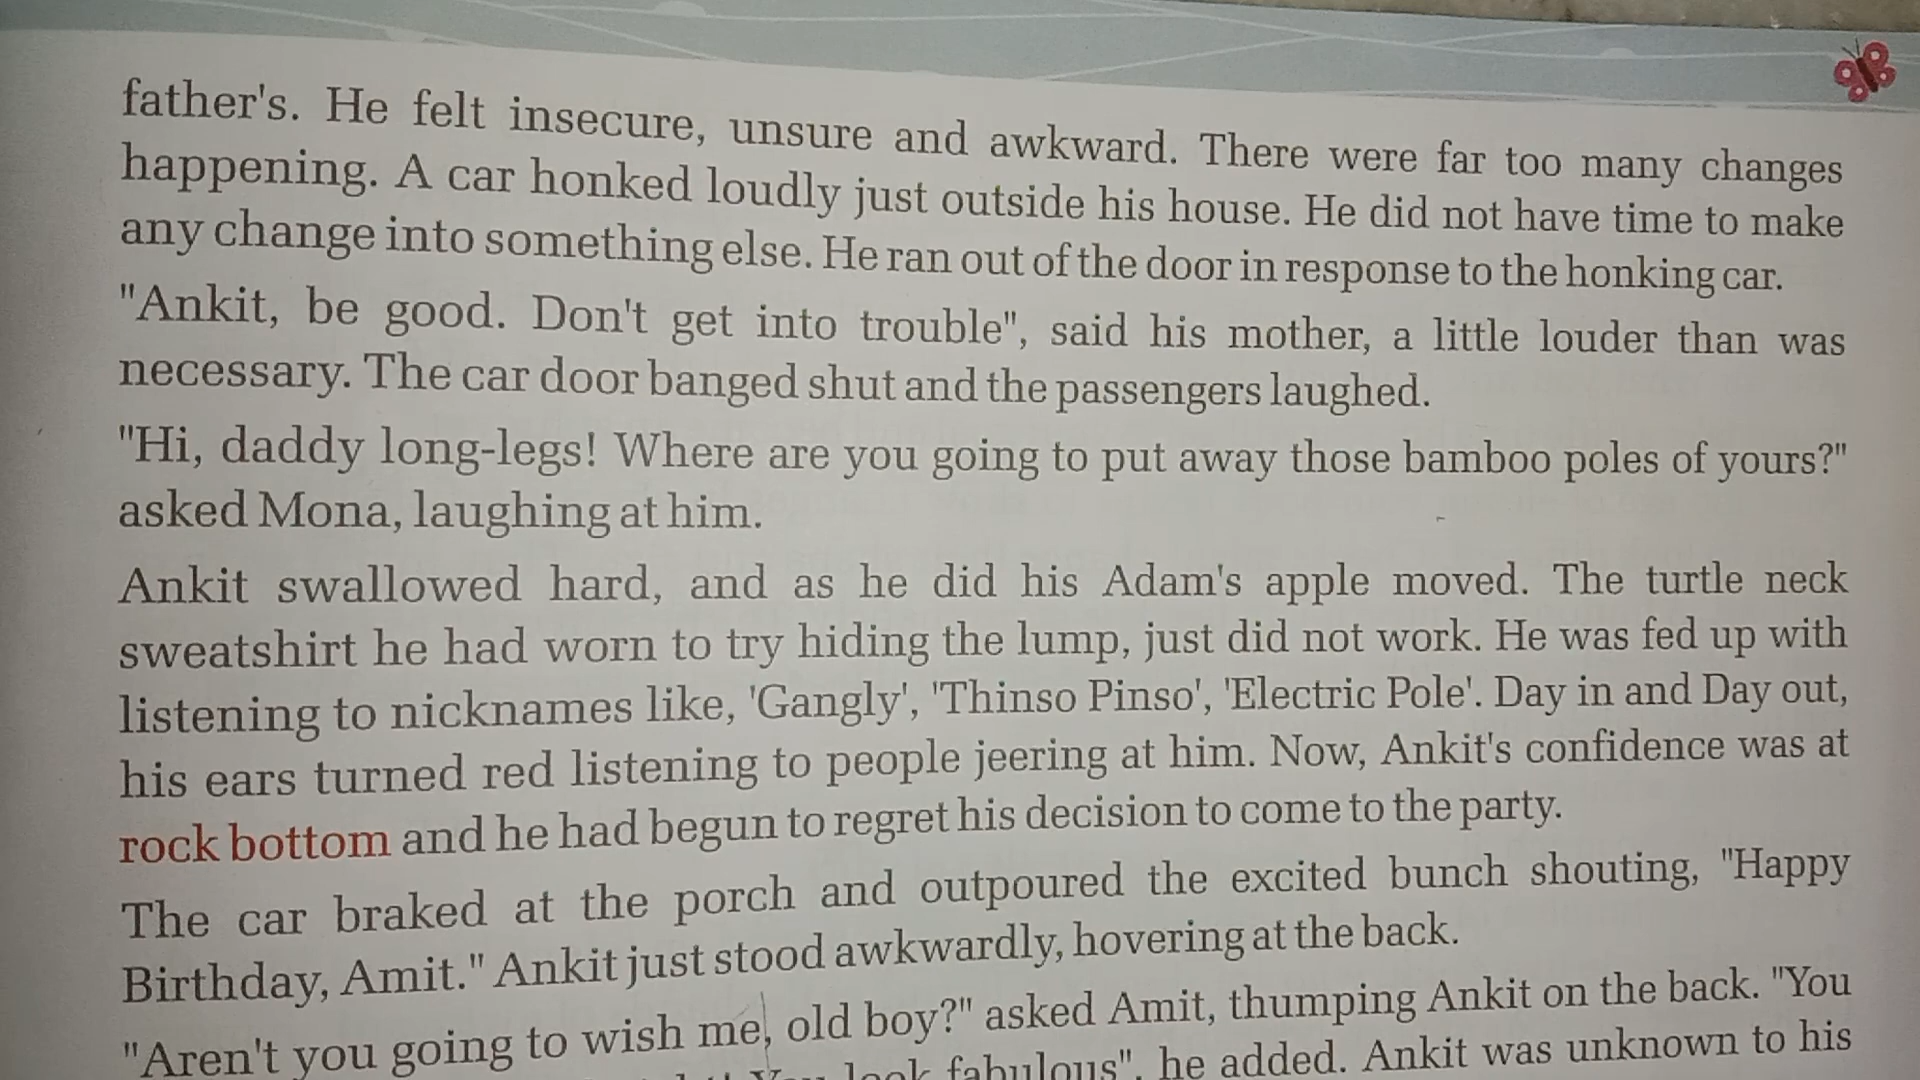 father's. He felt insecure, unsure and awkward. There were far too many changes
happening. A car honked loudly just outside his house. He did not have time to make
any change into something else. He ran out of the door in response to the honking car.
"Ankit, be good. Don't get into trouble", said his mother, a little louder than was
necessary. The car door banged shut and the passengers laughed.
"Hi, daddy long-legs! Where are you going to put away those bamboo poles of yours?"
asked Mona, laughing at him.
Ankit swallowed hard, and as he did his Adam's apple moved. The turtle neck
sweatshirt he had worn to try hiding the lump, just did not work. He was fed up with
listening to nicknames like, 'Gangly', 'Thinso Pinso', 'Electric Pole'. Day in and Day out,
his ears turned red listening to people jeering at him. Now, Ankit's confidence was at
rock bottom and he had begun to regret his decision to come to the party.
The car braked at the porch and outpoured the excited bunch shouting, "Happy
Birthday, Amit." Ankit just stood awkwardly, hovering at the back.
"Aren't you going to wish me, old boy?" asked Amit, thumping Ankit on the back. "You
look fabulous", he added. Ankit was unknown to his